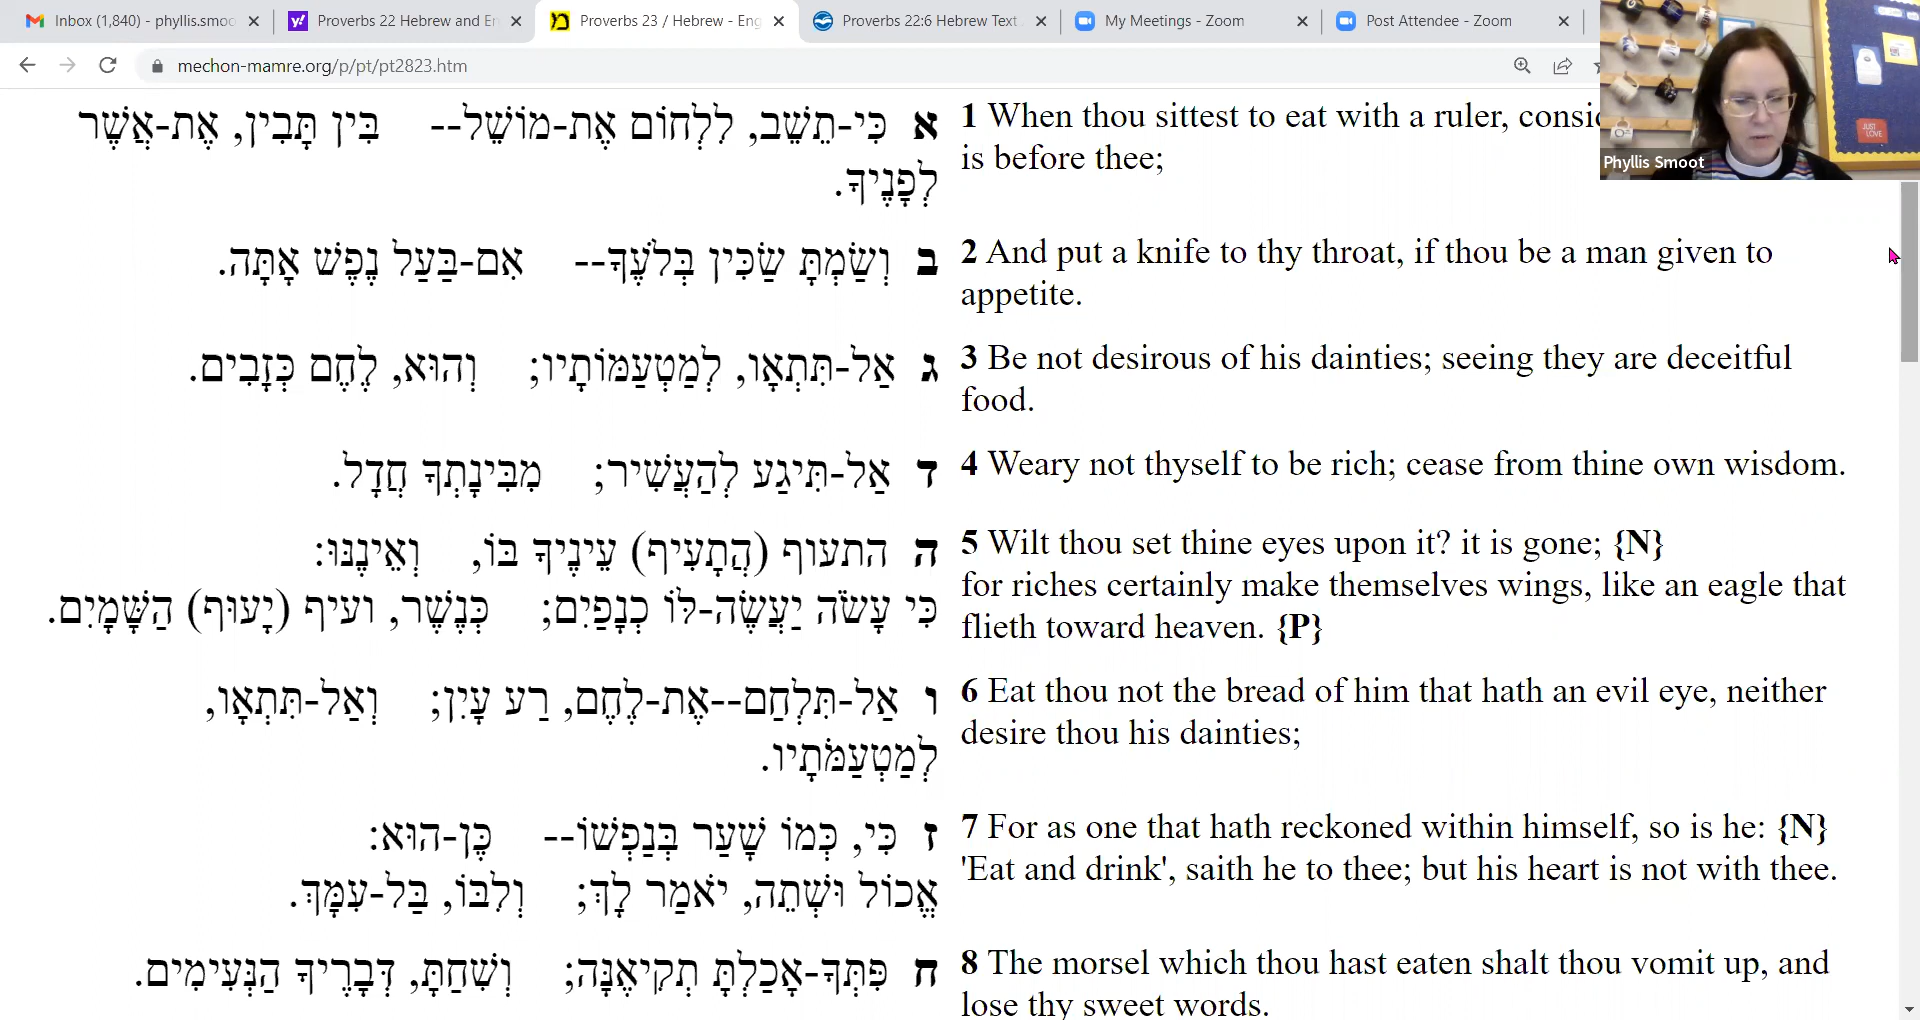 Inbox (1,840) - phyllis.smoo
Proverbs 22 Hebrew and En
Proverbs 23 / Hebrew - Eng
Proverbs 22:6 Hebrew Text
My Meetings - Zoom
Post Attendee - Zoom
mechon-mamre.org/p/pt/pt2823.htm
JUST
LOVE
Phyllis Smoot
א כִּי-תֵשֵׁב, לִלְחוֹם אֶת-מוֹשֵׁל-- בִּין תָּבִין, אֶת-אֲשֶׁר
לְפָנֶיךָ.
1 When thou sittest to eat with a ruler,
is before thee;
ב וְשַׂמְתָּ שַׂכִּין בְּלֹעֶךָ-- אִם-בַּעַל נֶפֶשׁ אָתָּה.
2 And put a knife to thy throat, if thou be a man given to
appetite.
ג אַל-תִּתְאָו, לְמַטְעַמּוֹתָיו; וְהוּא, לֶחֶם כְּזָבִים.
3 Be not desirous of his dainties; seeing they are deceitful
food.
ד אַל-תִּיגַע לְהַעֲשִׁיר; מִבִּינָתְךָ חֲדָל.
4 Weary not thyself to be rich; cease from thine own wisdom.
ה התעוף (הֲתָעִיף) עֵינֶיךָ בּוֹ, וְאֵינֶנּוּ:
כִּי עָשֹׂה יַעֲשֶׂה-לּוֹ כְנָפַיִם; כְּנֶשֶׁר, ועיף (יָעוּף) הַשָּׁמָיִם.
5 Wilt thou set thine eyes upon it? it is gone; {N}
for riches certainly make themselves wings, like an eagle that
flieth toward heaven. {P}
ו אַל-תִּלְחַם--אֶת-לֶחֶם, רַע עָיִן; וְאַל-תִּתְאָו,
לְמַטְעַמֹּתָיו.
6 Eat thou not the bread of him that hath an evil eye, neither
desire thou his dainties;
ז כִּי, כְּמוֹ שָׁעַר בְּנַפְשׁוֹ-- כֶּן-הוּא:
אֱכוֹל וּשְׁתֵה, יֹאמַר לָךְ; וְלִבּוֹ, בַּל-עִמָּךְ.
7 For as one that hath reckoned within himself, so is he: {N}
'Eat and drink', saith he to thee; but his heart is not with thee.
ח פִּתְּךָ-אָכַלְתָּ תְקִיאֶנָּה; וְשִׁחַתָּ, דְּבָרֶיךָ הַנְּעִימִים.
8 The morsel which thou hast eaten shalt thou vomit up, and
lose thy sweet words.